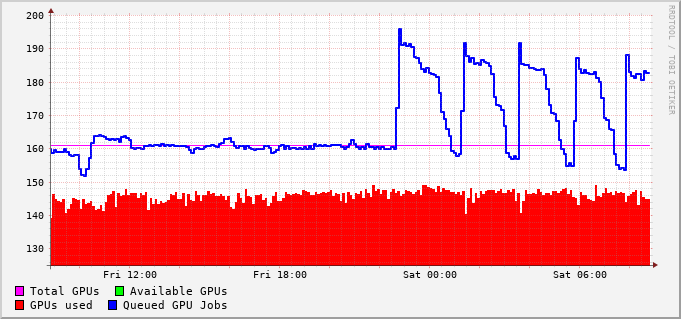 200
190
180
170
160
150
140
130
Fri 12:00 Fri 18:00 Sat 00:00 Sat 06:00
Total GPUs Available GPUs
GPUs used Queued GPU Jobs
RRDTOOL / TOBI OETIKER